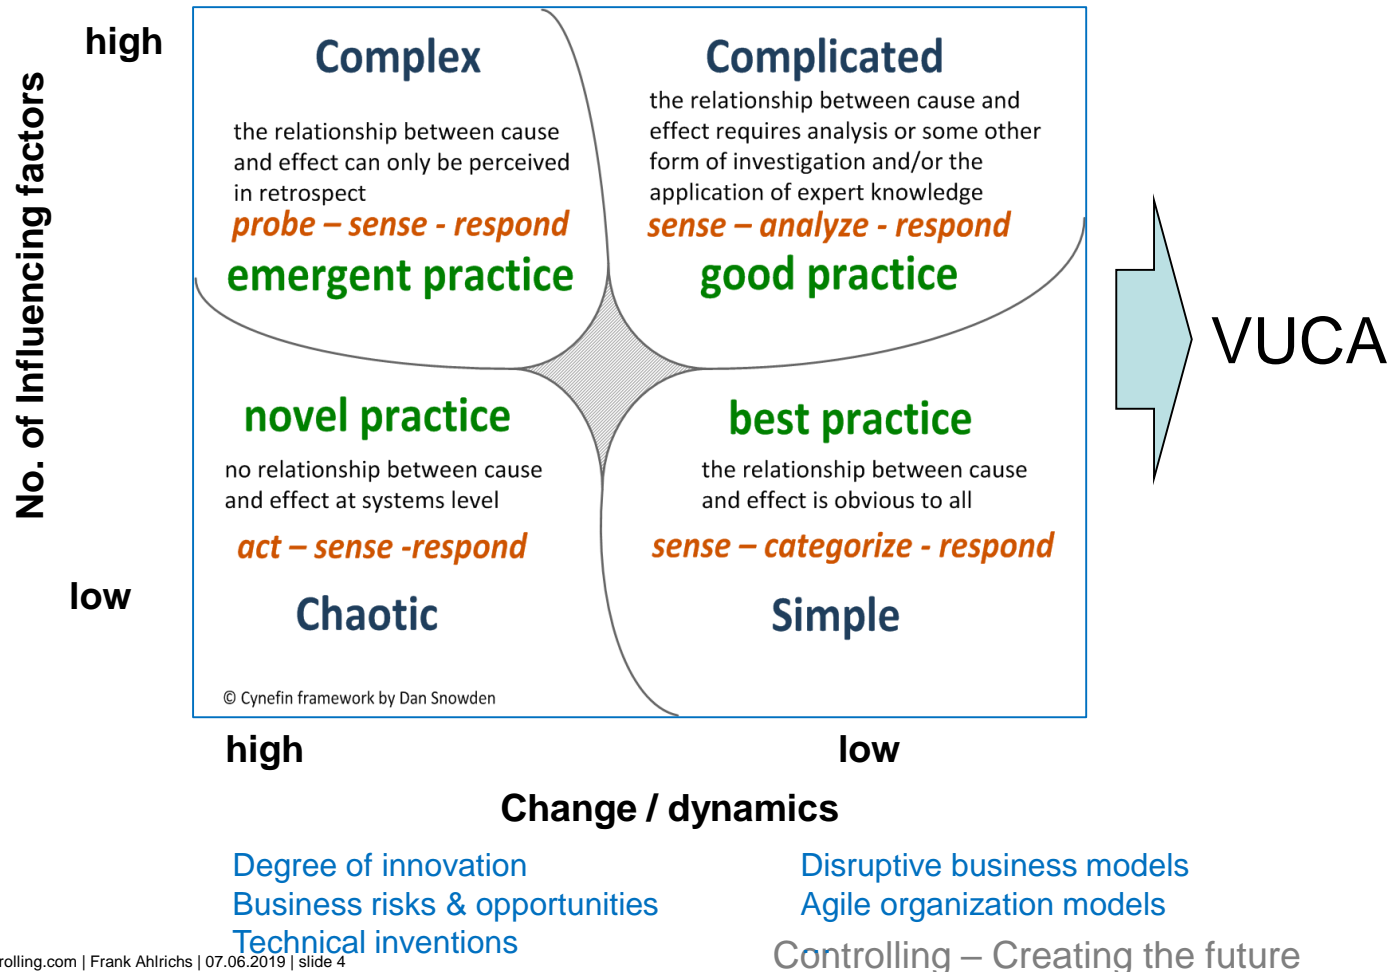 high
No. of Influencing factors
low
Complex
the relationship between cause
and effect can only be perceived
in retrospect
probe – sense - respond
emergent practice
Complicated
the relationship between cause and
effect requires analysis or some other
form of investigation and/or the
application of expert knowledge
sense – analyze - respond
good practice
VUCA
novel practice
no relationship between cause
and effect at systems level
act – sense -respond
Chaotic
best practice
the relationship between cause
and effect is obvious to all
sense – categorize - respond
Simple
© Cynefin framework by Dan Snowden
high
low
Change / dynamics
Degree of innovation
Business risks & opportunities
Technical inventions
Disruptive business models
Agile organization models
...
rolling.com | Frank Ahlrichs | 07.06.2019 | slide 4
Controlling – Creating the future